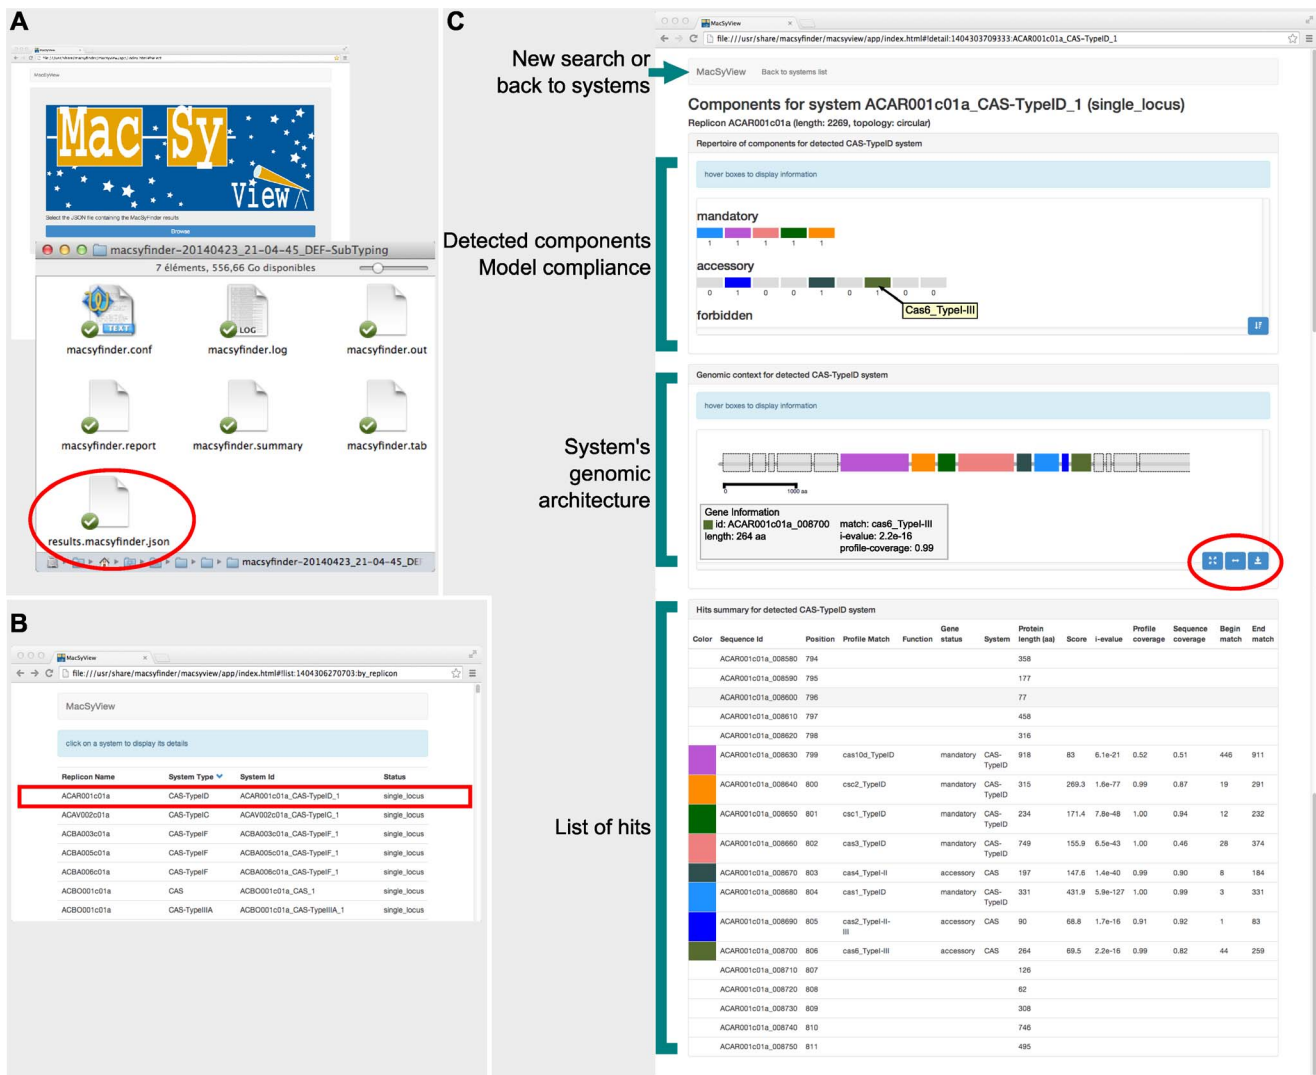 A
MacSyView
file:///usr/share/macsyfinder/macsyview/app/index.html#!select
MacSyView
Mac Sy
View
Select the JSON file containing the MacSyFinder results
Browse
macsyfinder-20140423_21-04-45_DEF-SubTyping
7 éléments, 556,66 Go disponibles
TEXT
LOG
macsyfinder.conf macsyfinder.log macsyfinder.out
macsyfinder.report macsyfinder.summary macsyfinder.tab
results.macsyfinder.json
macsyfinder-20140423_21-04-45_DEF
B
MacSyView
file:///usr/share/macsyfinder/macsyview/app/index.html#!list:1404306270703:by_replicon
MacSyView
click on a system to display its details
Replicon Name System Type System Id Status
ACAR001c01a CAS-TypeID ACAR001c01a_CAS-TypeID_1 single_locus
ACAV002c01a CAS-TypeIC ACAV002c01a_CAS-TypeIC_1 single_locus
ACBA003c01a CAS-TypeIF ACBA003c01a_CAS-TypeIF_1 single_locus
ACBA005c01a CAS-TypeIF ACBA005c01a_CAS-TypeIF_1 single_locus
ACBA006c01a CAS-TypeIF ACBA006c01a_CAS-TypeIF_1 single_locus
ACBO001c01a CAS ACBO001c01a_CAS_1 single_locus
ACBO001c01a CAS-TypeIIIA ACBO001c01a_CAS-TypeIIIA_1 single_locus
C
MacSyView
file:///usr/share/macsyfinder/macsyview/app/index.html#!detail:1404303709333:ACAR001c01a_CAS-TypeID_1
New search or
back to systems
MacSyView Back to systems list
Components for system ACAR001c01a_CAS-TypeID_1 (single_locus)
Replicon ACAR001c01a (length: 2269, topology: circular)
Detected components
Model compliance
Repertoire of components for detected CAS-TypeID system
hover boxes to display information
mandatory
1 1 1 1 1
accessory
0 1 0 0 1 0 1 0 0
Cas6_TypeI-III
forbidden
System's
genomic
architecture
Genomic context for detected CAS-TypeID system
hover boxes to display information
0 1000 aa
Gene Information
id: ACAR001c01a_008700 match: cas6_TypeI-III
length: 264 aa i-evalue: 2.2e-16
profile-coverage: 0.99
List of hits
Hits summary for detected CAS-TypeID system
Color Sequence Id Position Profile Match Function Gene status System Protein length (aa) Score i-evalue Profile coverage Sequence coverage Begin match End match
ACAR001c01a_008580 794 358
ACAR001c01a_008590 795 177
ACAR001c01a_008600 796 77
ACAR001c01a_008610 797 458
ACAR001c01a_008620 798 316
ACAR001c01a_008630 799 cas10d_TypeID mandatory CAS-TypeID 918 83 6.1e-21 0.52 0.51 446 911
ACAR001c01a_008640 800 csc2_TypeID mandatory CAS-TypeID 315 269.3 1.6e-77 0.99 0.87 19 291
ACAR001c01a_008650 801 csc1_TypeID mandatory CAS-TypeID 234 171.4 7.8e-48 1.00 0.94 12 232
ACAR001c01a_008660 802 cas3_TypeID mandatory CAS-TypeID 749 155.9 6.5e-43 1.00 0.46 28 374
ACAR001c01a_008670 803 cas4_TypeI-II accessory CAS 197 147.6 1.4e-40 0.99 0.90 8 184
ACAR001c01a_008680 804 cas1_TypeID mandatory CAS-TypeID 331 431.9 5.9e-127 1.00 0.99 3 331
ACAR001c01a_008690 805 cas2_TypeI-II-III accessory CAS 90 68.8 1.7e-16 0.91 0.92 1 83
ACAR001c01a_008700 806 cas6_TypeI-III accessory CAS 264 69.5 2.2e-16 0.99 0.82 44 259
ACAR001c01a_008710 807 126
ACAR001c01a_008720 808 62
ACAR001c01a_008730 809 308
ACAR001c01a_008740 810 746
ACAR001c01a_008750 811 495